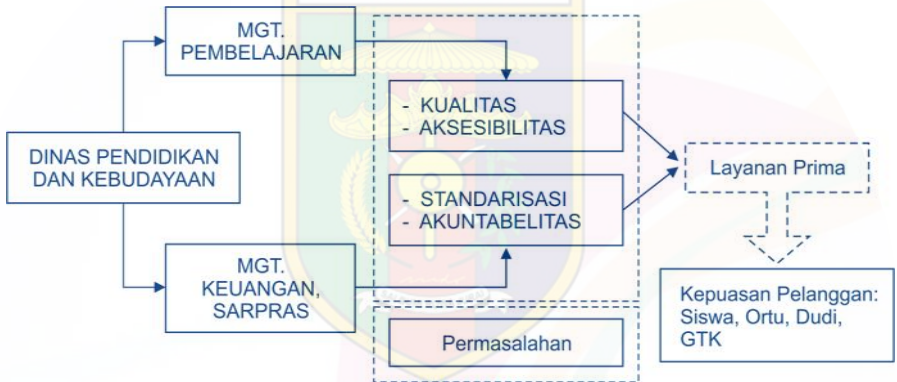 MGT.
PEMBELAJARAN
- KUALITAS
- AKSESIBILITAS
DINAS PENDIDIKAN
DAN KEBUDAYAAN
Layanan Prima
- STANDARISASI
- AKUNTABELITAS
MGT.
KEUANGAN,
SARPRAS
Kepuasan Pelanggan:
Siswa, Ortu, Dudi,
GTK
Permasalahan